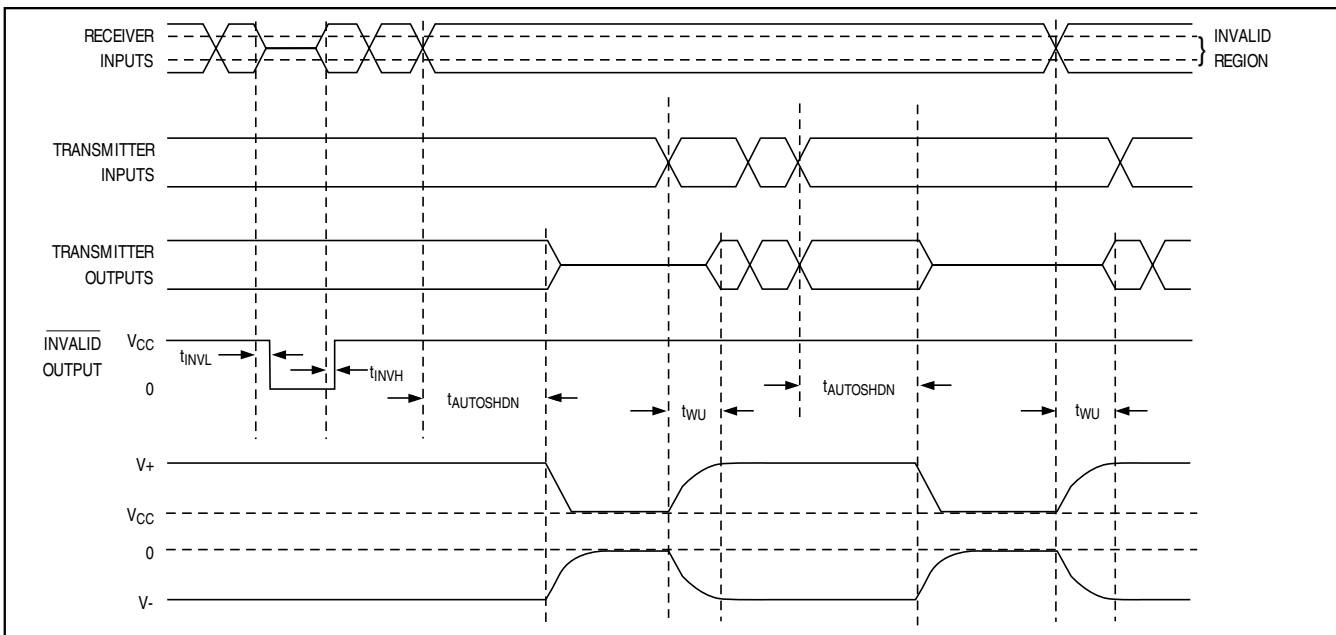 RECEIVER
INPUTS
INVALID
REGION
TRANSMITTER
INPUTS
TRANSMITTER
OUTPUTS
INVALID
OUTPUT
VCC
0
tINVL
tINVH
tAUTOSHDN
tWU
tAUTOSHDN
tWU
V+
VCC
0
V-